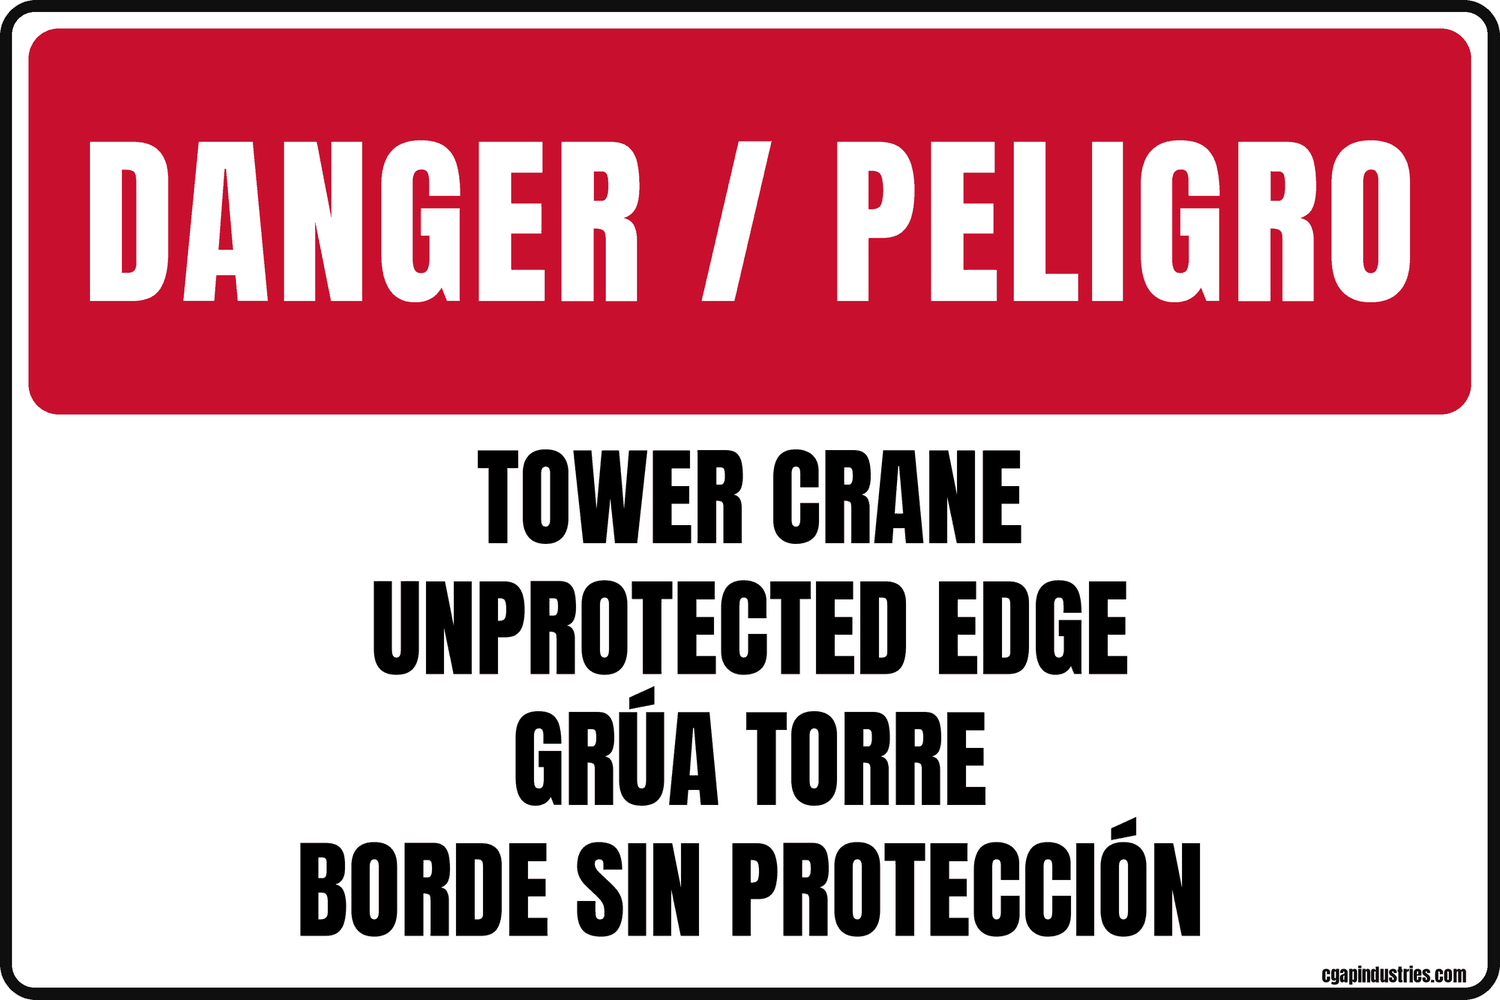 DANGER / PELIGRO
TOWER CRANE
UNPROTECTED EDGE
GRÚA TORRE
BORDE SIN PROTECCIÓN
cgapindustries.com